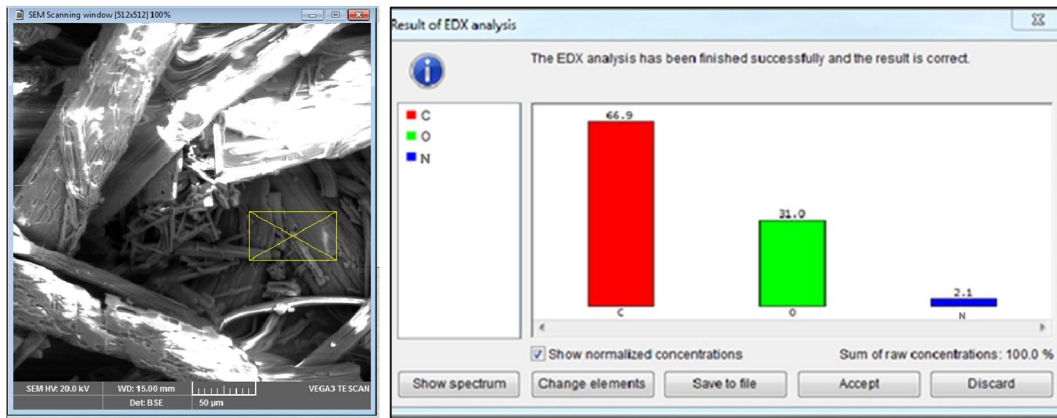 SEM Scanning window [512x512] 100%
SEM HV: 20.0 kV
WD: 15.00 mm
VEGA3 TESCAN
Det: BSE
50 µm
Result of EDX analysis
The EDX analysis has been finished successfully and the result is correct.
C
O
N
66.9
31.0
2.1
C
O
N
Show normalized concentrations
Sum of raw concentrations: 100.0 %
Show spectrum
Change elements
Save to file
Accept
Discard